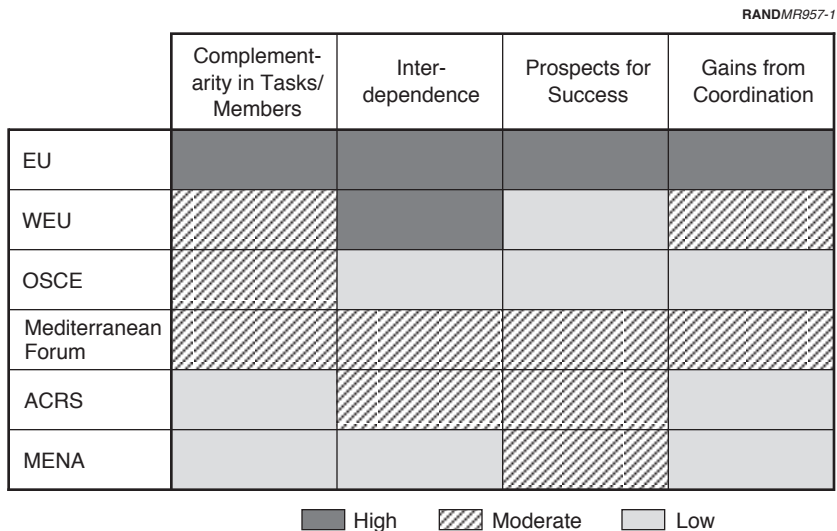 RANDMR957-1
Complement-
arity in Tasks/
Members
Inter-
dependence
Prospects for
Success
Gains from
Coordination
EU
WEU
OSCE
Mediterranean
Forum
ACRS
MENA
High
Moderate
Low